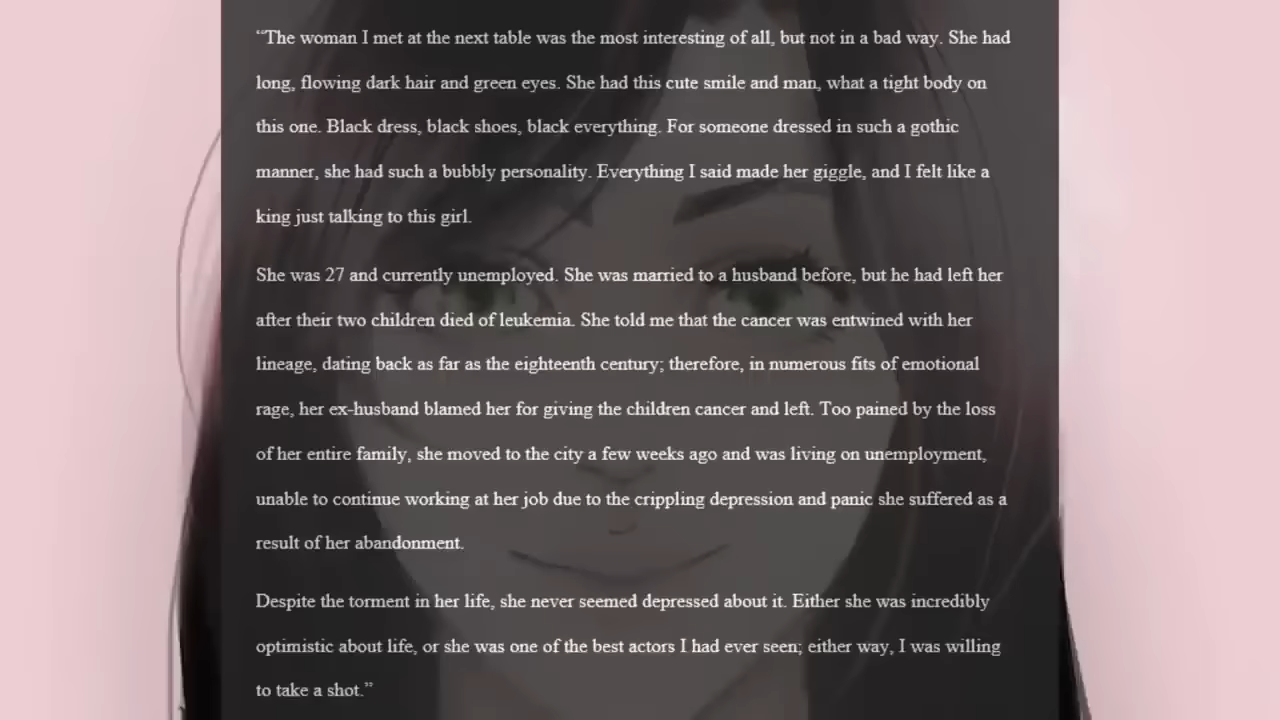 “The woman I met at the next table was the most interesting of all, but not in a bad way. She had
long, flowing dark hair and green eyes. She had this cute smile and man, what a tight body on
this one. Black dress, black shoes, black everything. For someone dressed in such a gothic
manner, she had such a bubbly personality. Everything I said made her giggle, and I felt like a
king just talking to this girl.
She was 27 and currently unemployed. She was married to a husband before, but he had left her
after their two children died of leukemia. She told me that the cancer was entwined with her
lineage, dating back as far as the eighteenth century; therefore, in numerous fits of emotional
rage, her ex-husband blamed her for giving the children cancer and left. Too pained by the loss
of her entire family, she moved to the city a few weeks ago and was living on unemployment,
unable to continue working at her job due to the crippling depression and panic she suffered as a
result of her abandonment.
Despite the torment in her life, she never seemed depressed about it. Either she was incredibly
optimistic about life, or she was one of the best actors I had ever seen; either way, I was willing
to take a shot.”